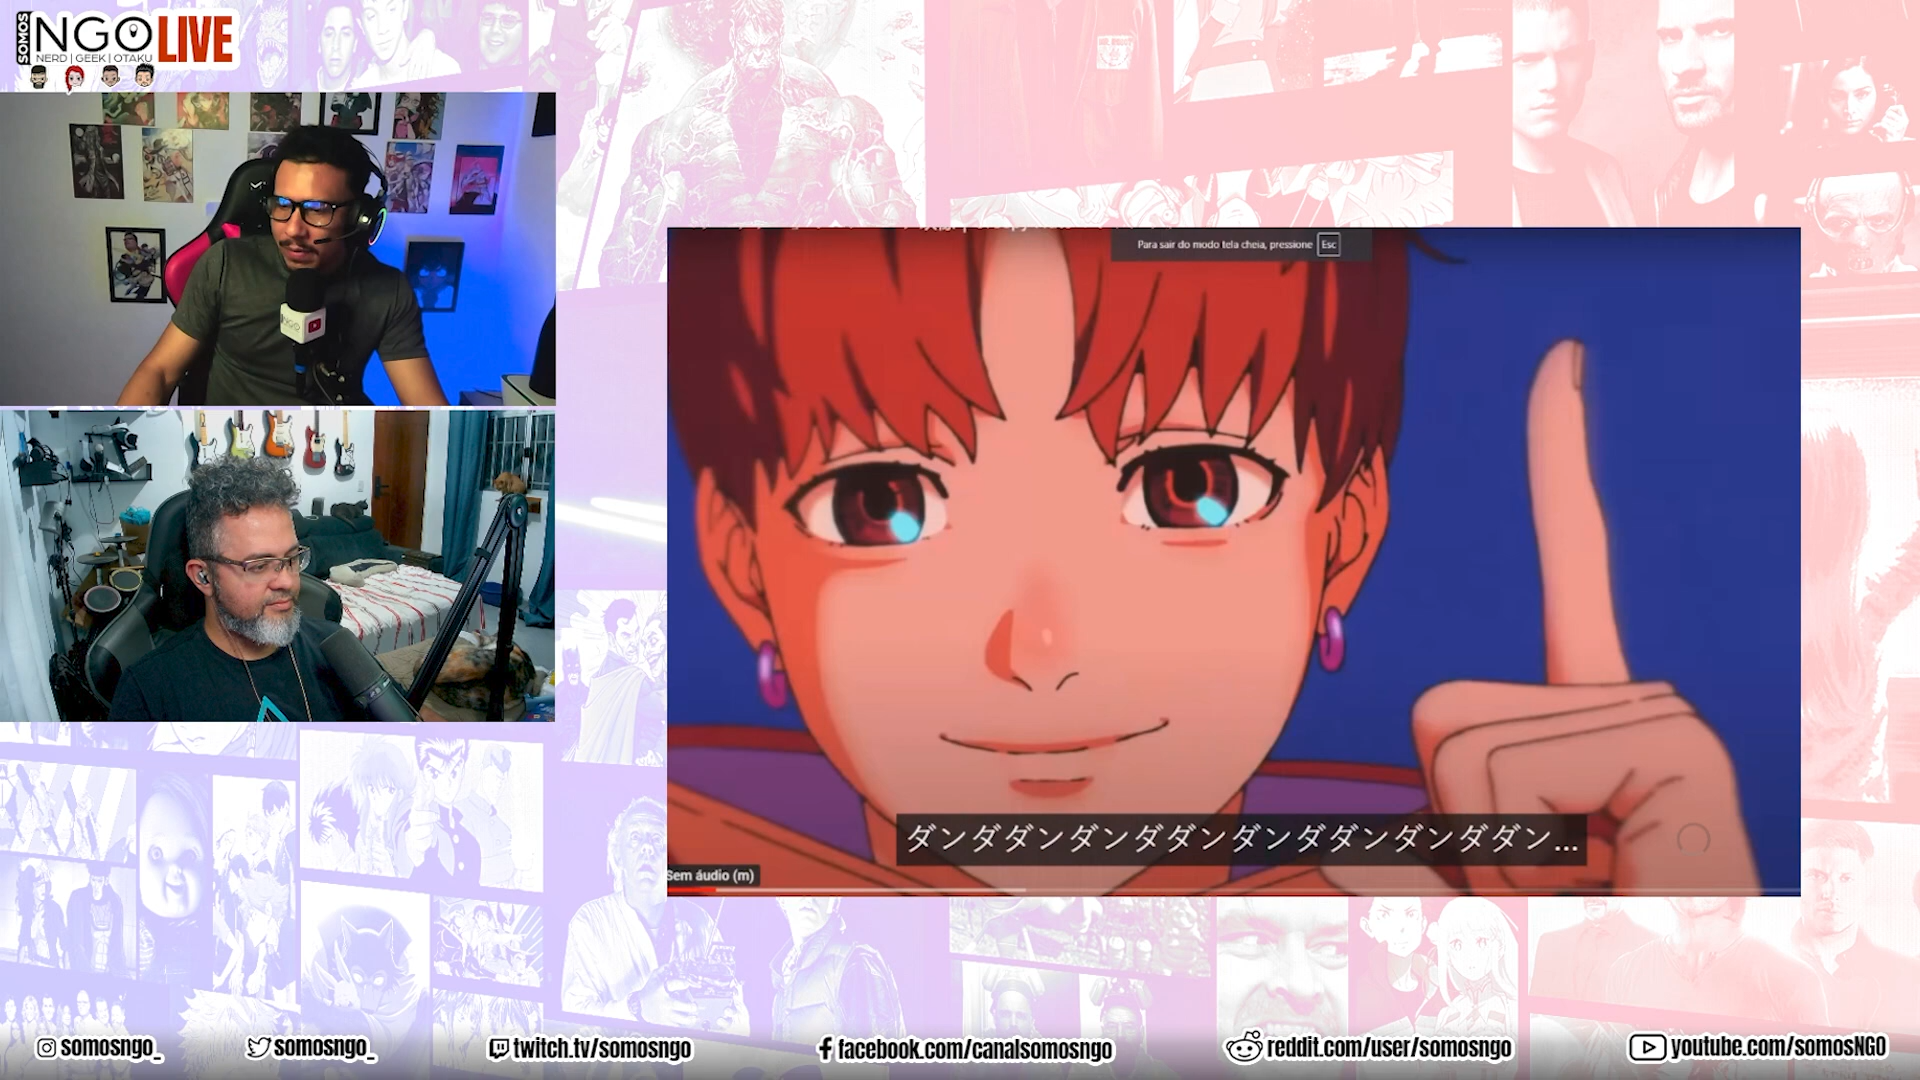 SOMOS
NGO LIVE
NERD | GEEK | OTAKU
NGO
Para sair do modo tela cheia, pressione Esc
ダンダダンダンダダンダンダダンダンダダン...
Sem áudio (m)
somosngo_
somosngo_
twitch.tv/somosngo
facebook.com/canalsomosngo
reddit.com/user/somosngo
youtube.com/somosNGO